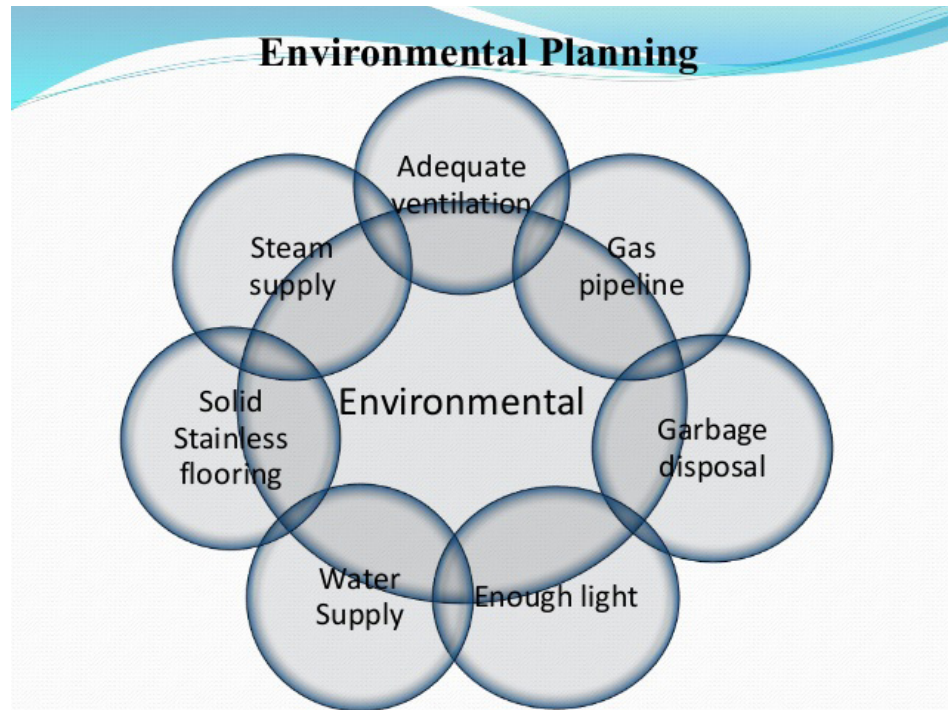 Environmental Planning
Adequate
ventilation
Steam
supply
Gas
pipeline
Solid
Stainless
flooring
Environmental
Garbage
disposal
Water
Supply
Enough light